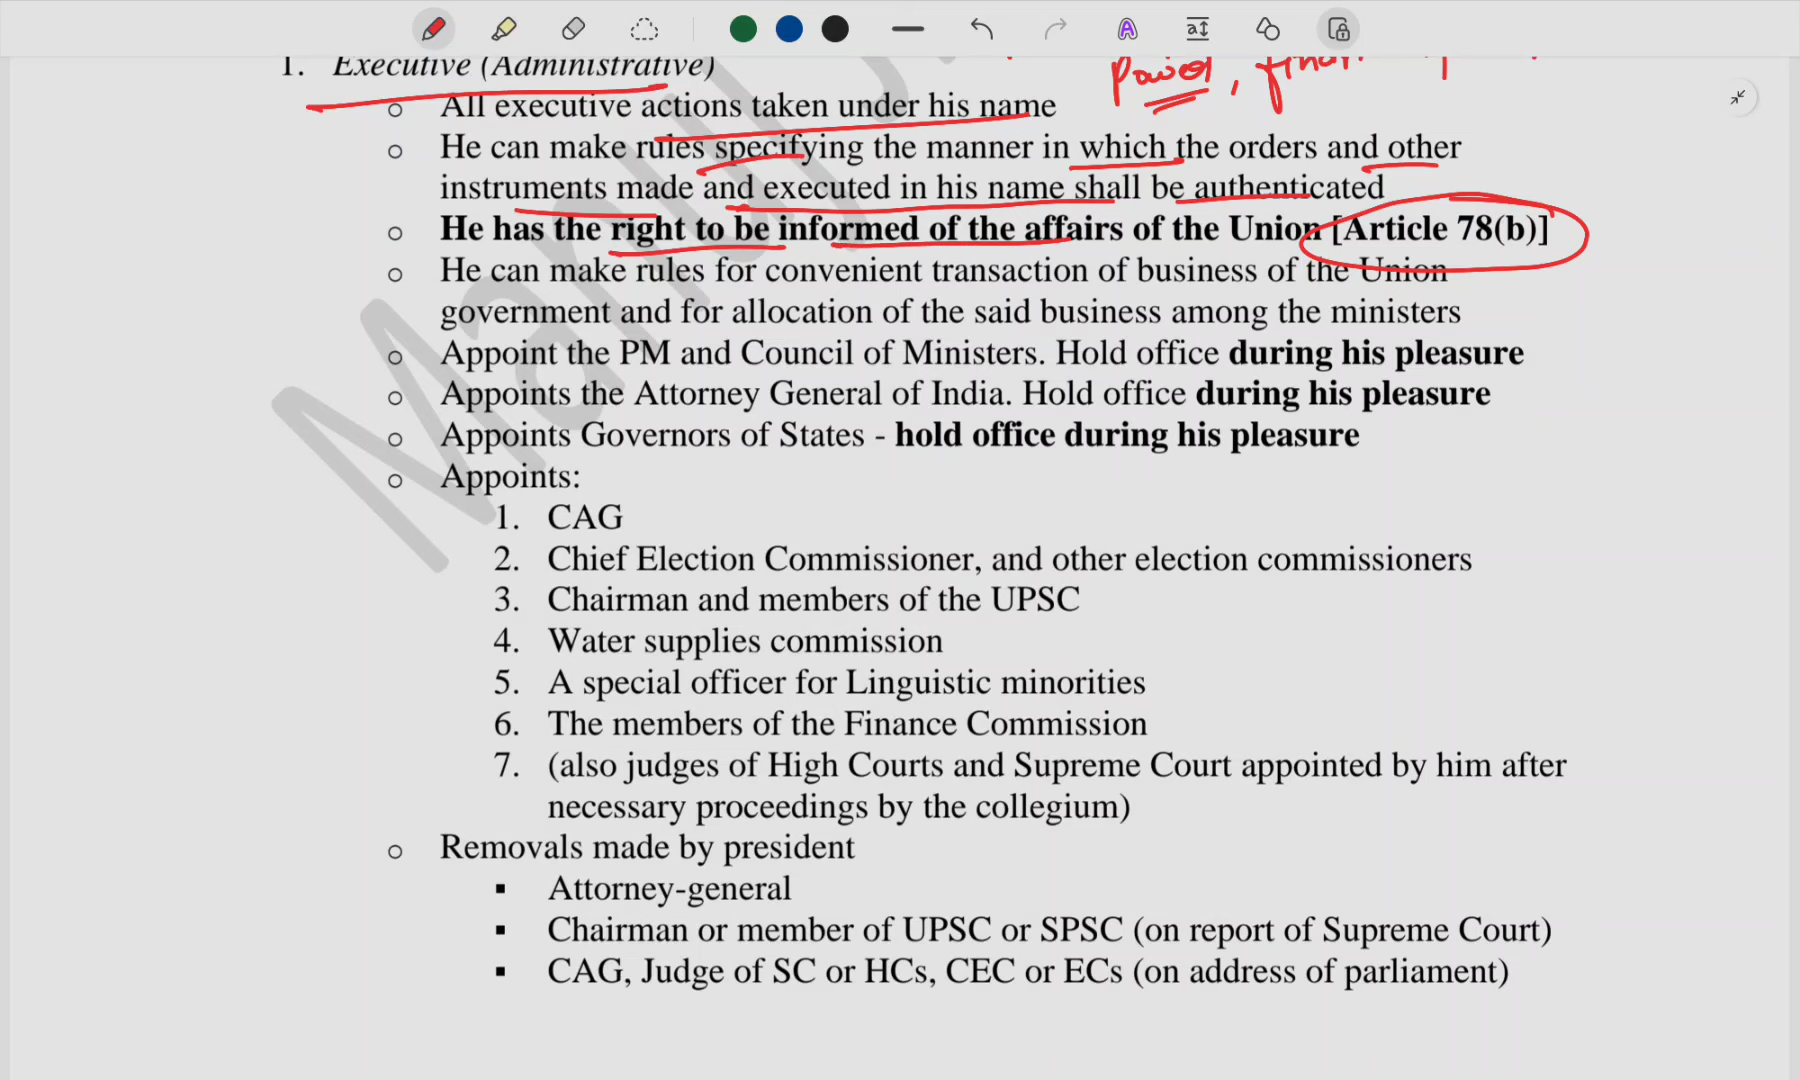 Power, final
1. Executive (Administrative)
o All executive actions taken under his name
o He can make rules specifying the manner in which the orders and other
instruments made and executed in his name shall be authenticated
o He has the right to be informed of the affairs of the Union [Article 78(b)]
o He can make rules for convenient transaction of business of the Union
government and for allocation of the said business among the ministers
o Appoint the PM and Council of Ministers. Hold office during his pleasure
o Appoints the Attorney General of India. Hold office during his pleasure
o Appoints Governors of States - hold office during his pleasure
o Appoints:
1. CAG
2. Chief Election Commissioner, and other election commissioners
3. Chairman and members of the UPSC
4. Water supplies commission
5. A special officer for Linguistic minorities
6. The members of the Finance Commission
7. (also judges of High Courts and Supreme Court appointed by him after
necessary proceedings by the collegium)
o Removals made by president
▪ Attorney-general
▪ Chairman or member of UPSC or SPSC (on report of Supreme Court)
▪ CAG, Judge of SC or HCs, CEC or ECs (on address of parliament)